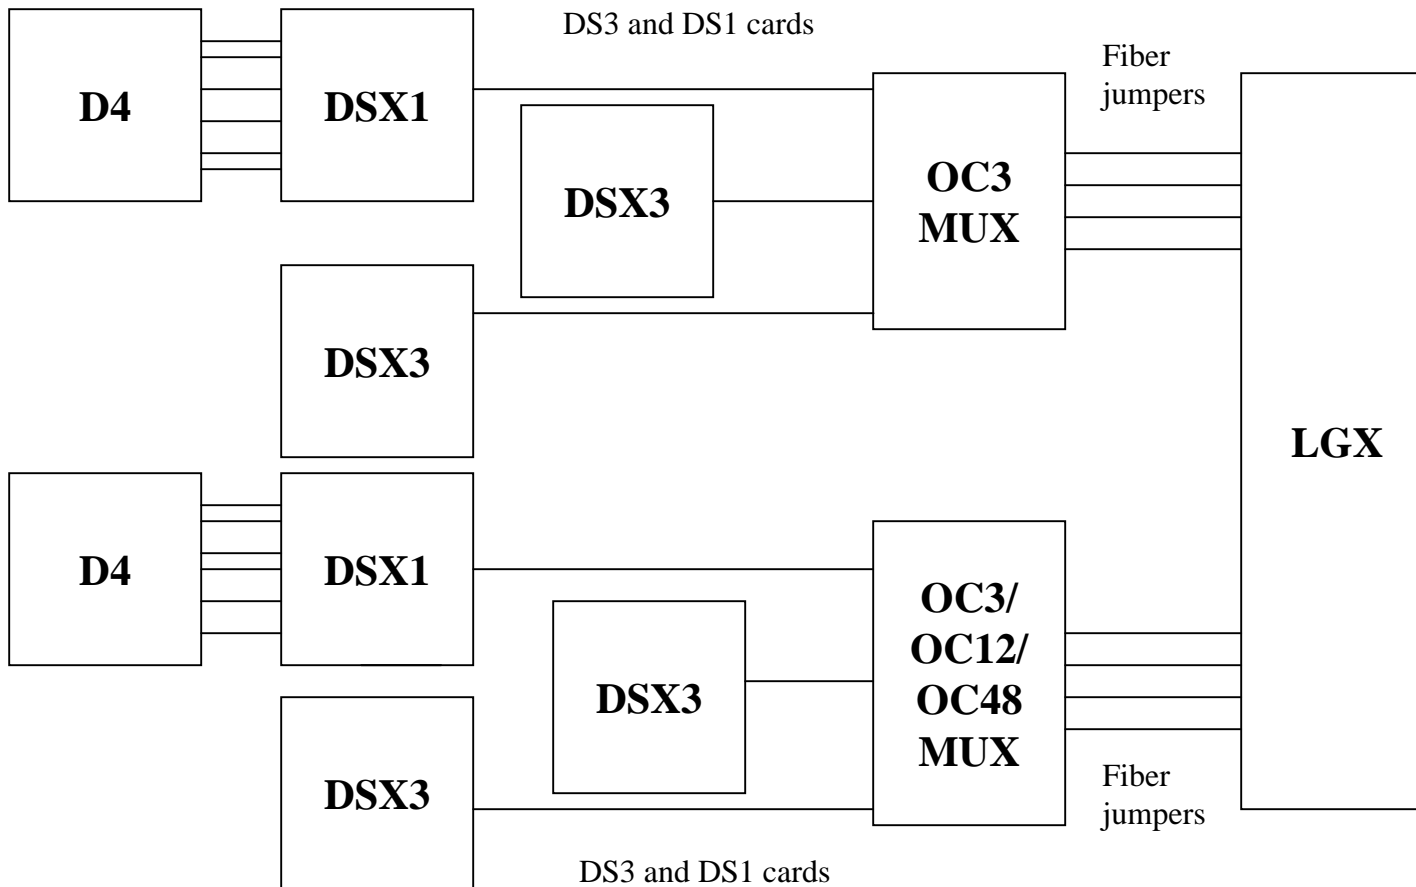 DS3 and DS1 cards
Fiber
jumpers
D4
DSX1
DSX3
OC3
MUX
DSX3
LGX
D4
DSX1
OC3/
OC12/
OC48
MUX
DSX3
DSX3
Fiber
jumpers
DS3 and DS1 cards